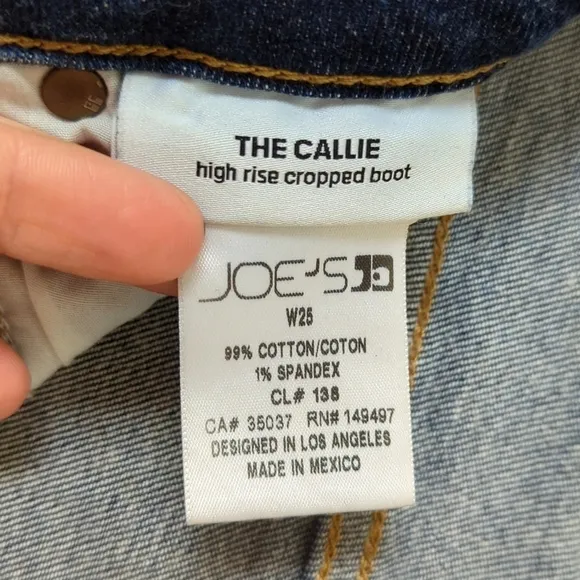 THE CALLIE
high rise cropped boot
JOE'S
W25
99% COTTON/COTON
1% SPANDEX
CL# 138
CA# 35037 RN# 149497
DESIGNED IN LOS ANGELES
MADE IN MEXICO